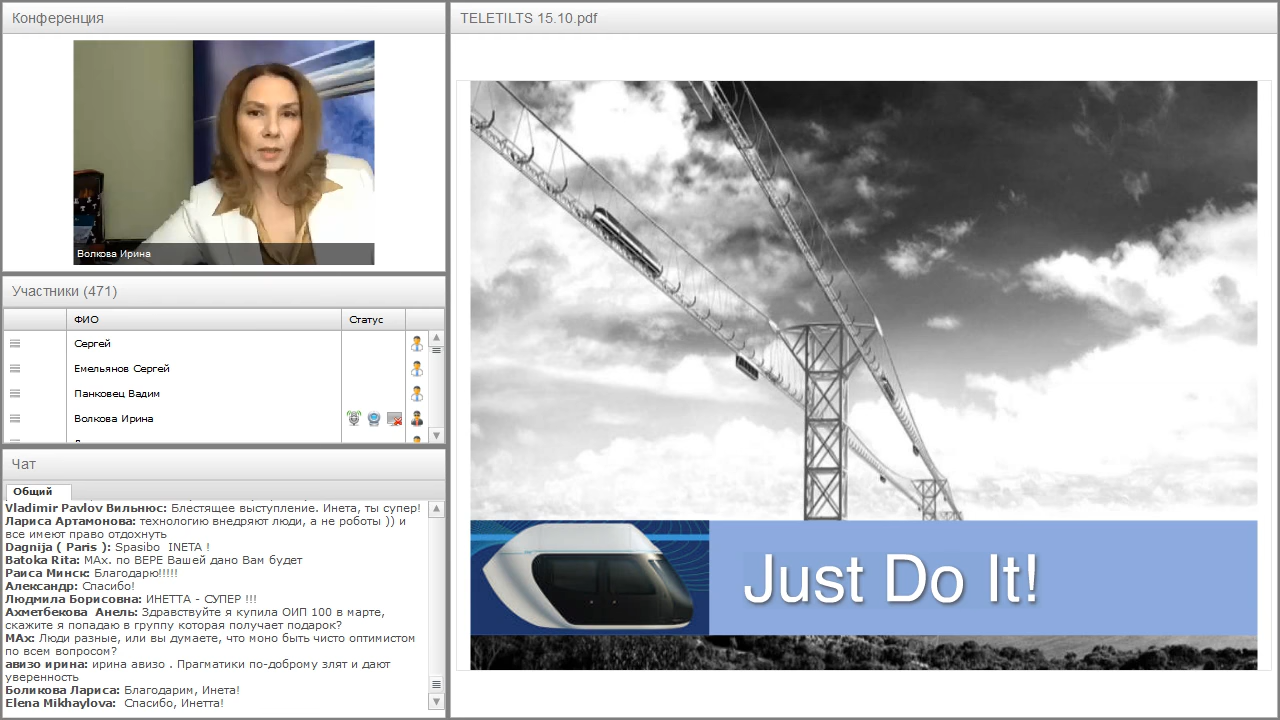 Конференция
Волкова Ирина
Участники (471)
ФИО
Статус
Сергей
Емельянов Сергей
Панковец Вадим
Волкова Ирина
Чат
Общий
Vladimir Pavlov Вильнюс: Блестящее выступление. Инета, ты супер!
Лариса Артамонова: технологию внедряют люди, а не роботы )) и
все имеют право отдохнуть
Dagnija ( Paris ): Spasibo INETA !
Batoka Rita: МАх. по ВЕРЕ Вашей дано Вам будет
Раиса Минск: Благодарю!!!!!
Александр: Спасибо!
Людмила Борисовна: ИНЕТТА - СУПЕР !!!
Ахметбекова Анель: Здравствуйте я купила ОИП 100 в марте,
скажите я попадаю в группу которая получает подарок?
МАх: Люди разные, или вы думаете, что моно быть чисто оптимистом
по всем вопросом?
авизо ирина: ирина авизо . Прагматики по-доброму злят и дают
уверенность
Боликова Лариса: Благодарим, Инета!
Elena Mikhaylova: Спасибо, Инетта!
TELETILTS 15.10.pdf
Just Do It!